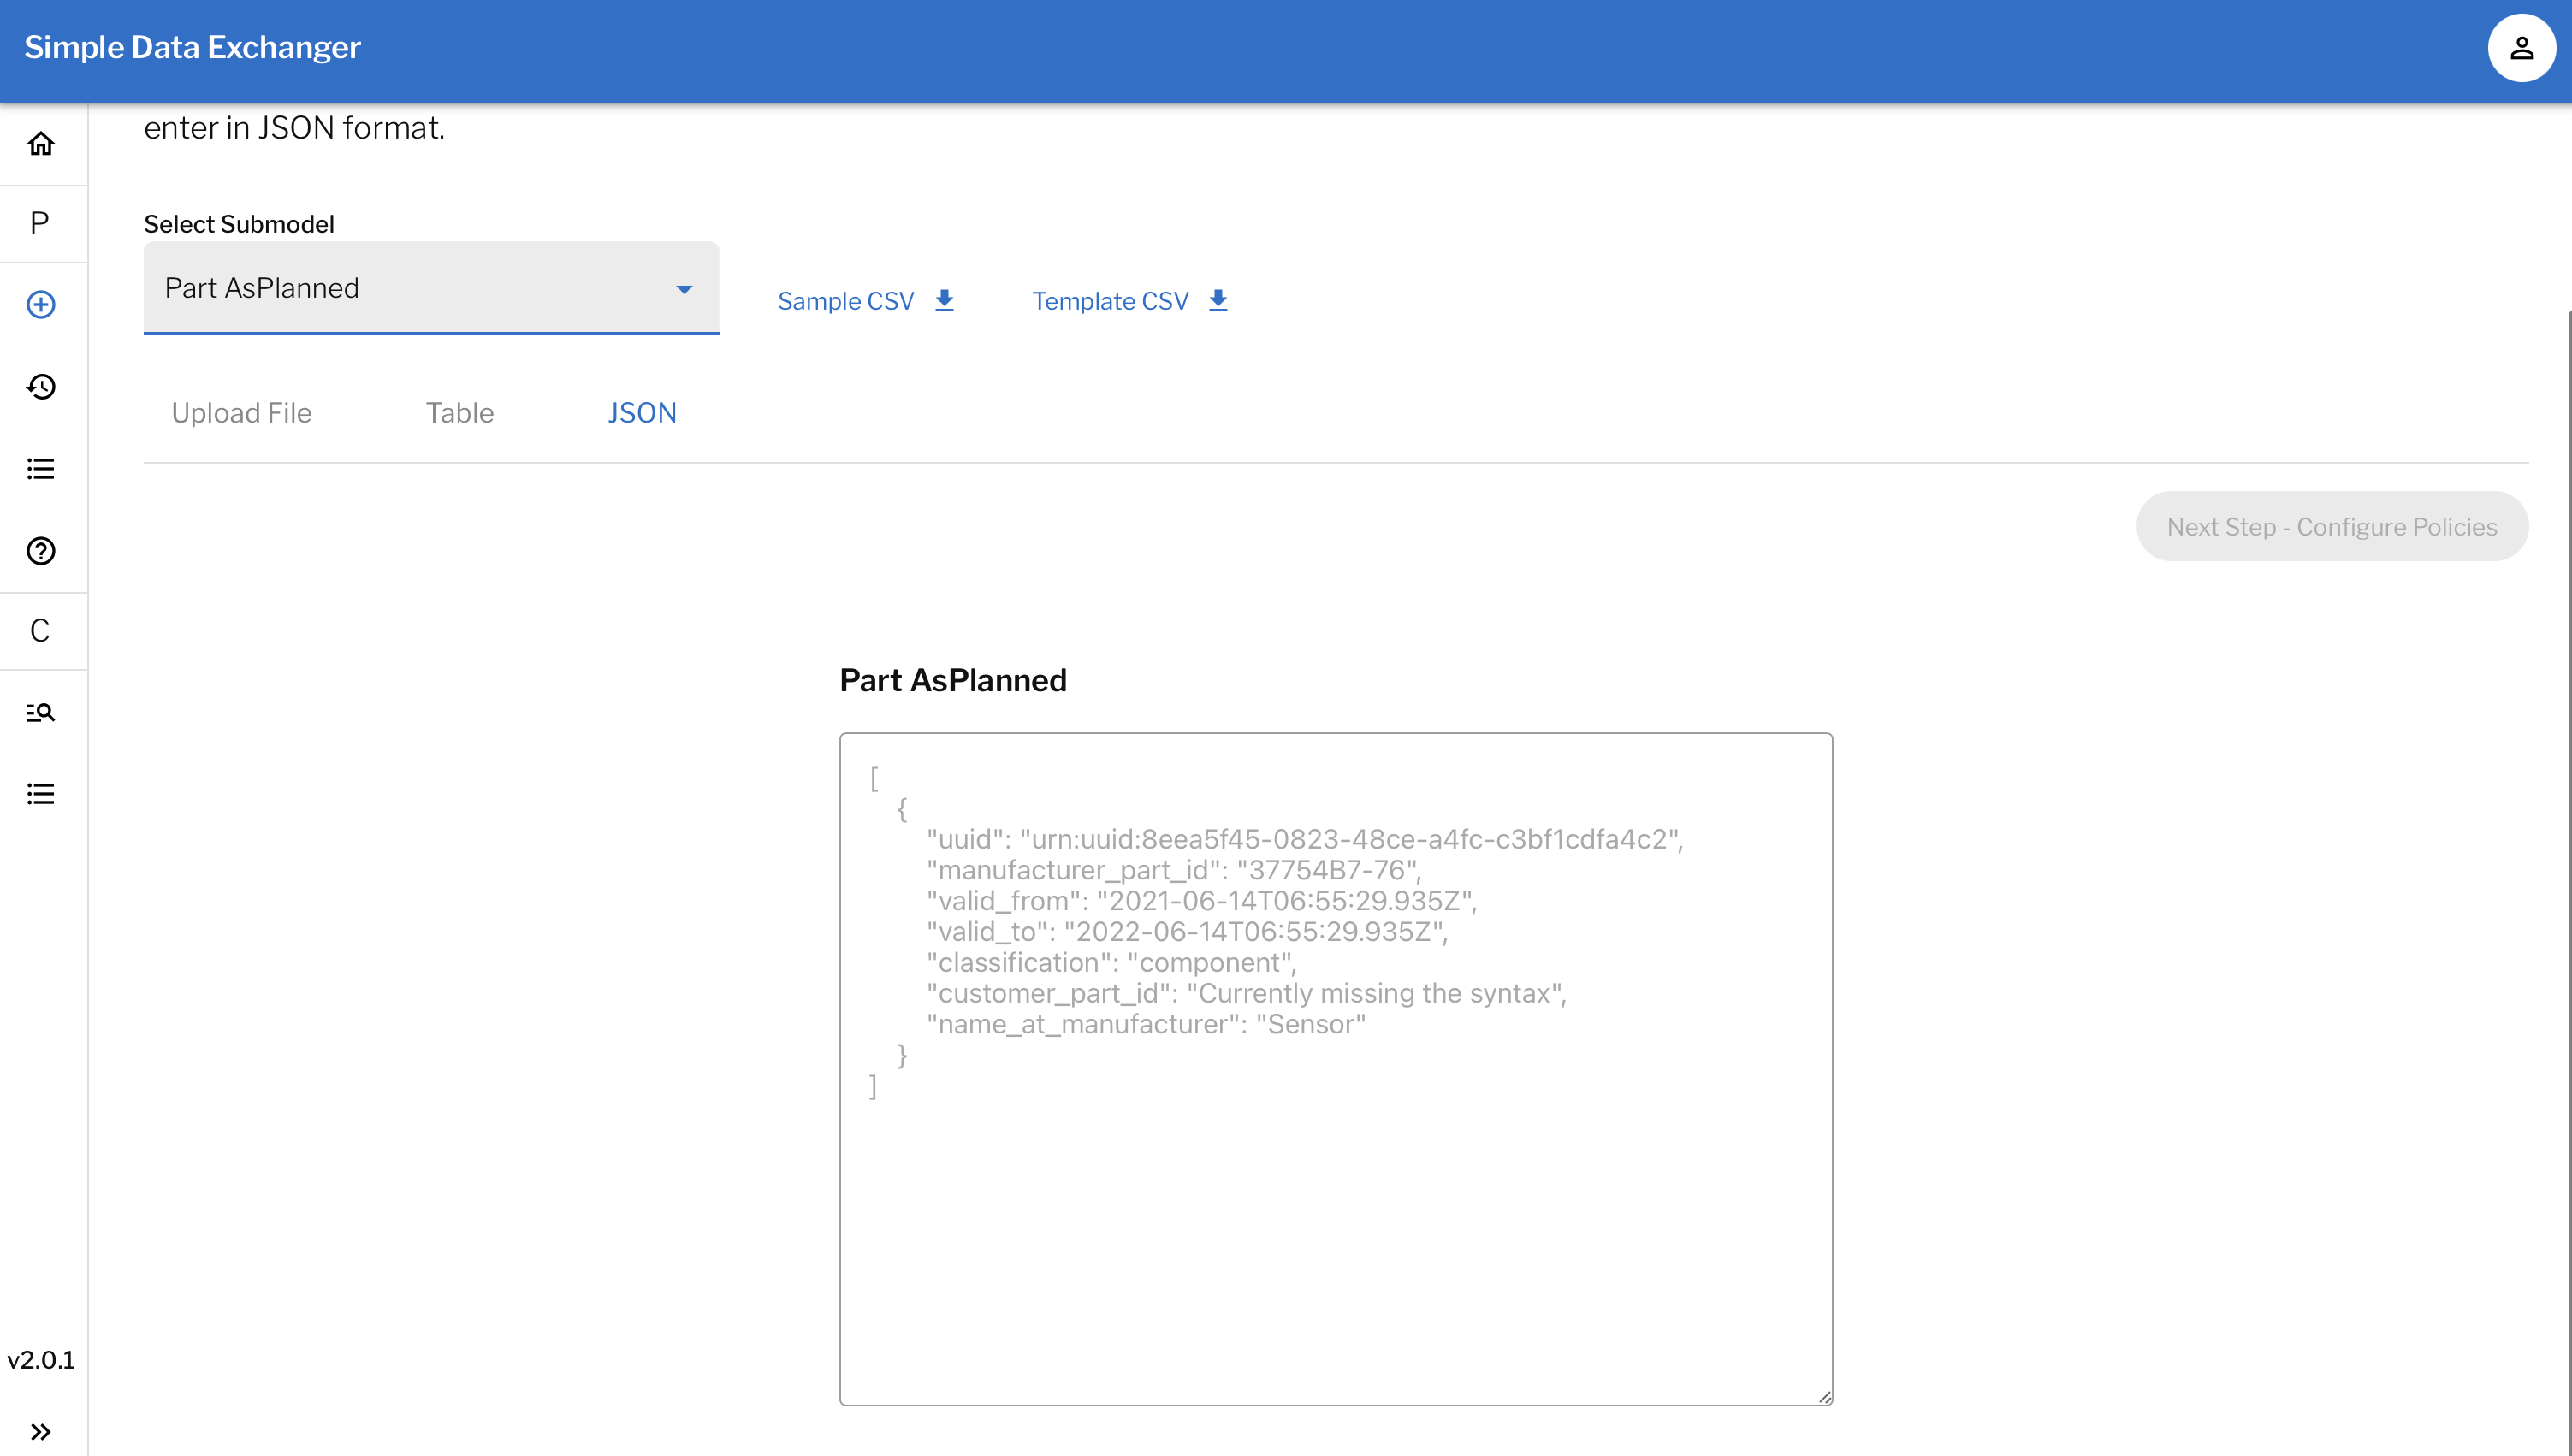 Simple Data Exchanger
enter in JSON format.
P
Select Submodel
Part AsPlanned
Sample CSV
Template CSV
Upload File
Table
JSON
Next Step - Configure Policies
C
Part AsPlanned
[
{
"uuid": "urn:uuid:8eea5f45-0823-48ce-a4fc-c3bf1cdfa4c2",
"manufacturer_part_id": "37754B7-76",
"valid_from": "2021-06-14T06:55:29.935Z",
"valid_to": "2022-06-14T06:55:29.935Z",
"classification": "component",
"customer_part_id": "Currently missing the syntax",
"name_at_manufacturer": "Sensor"
}
]
v2.0.1